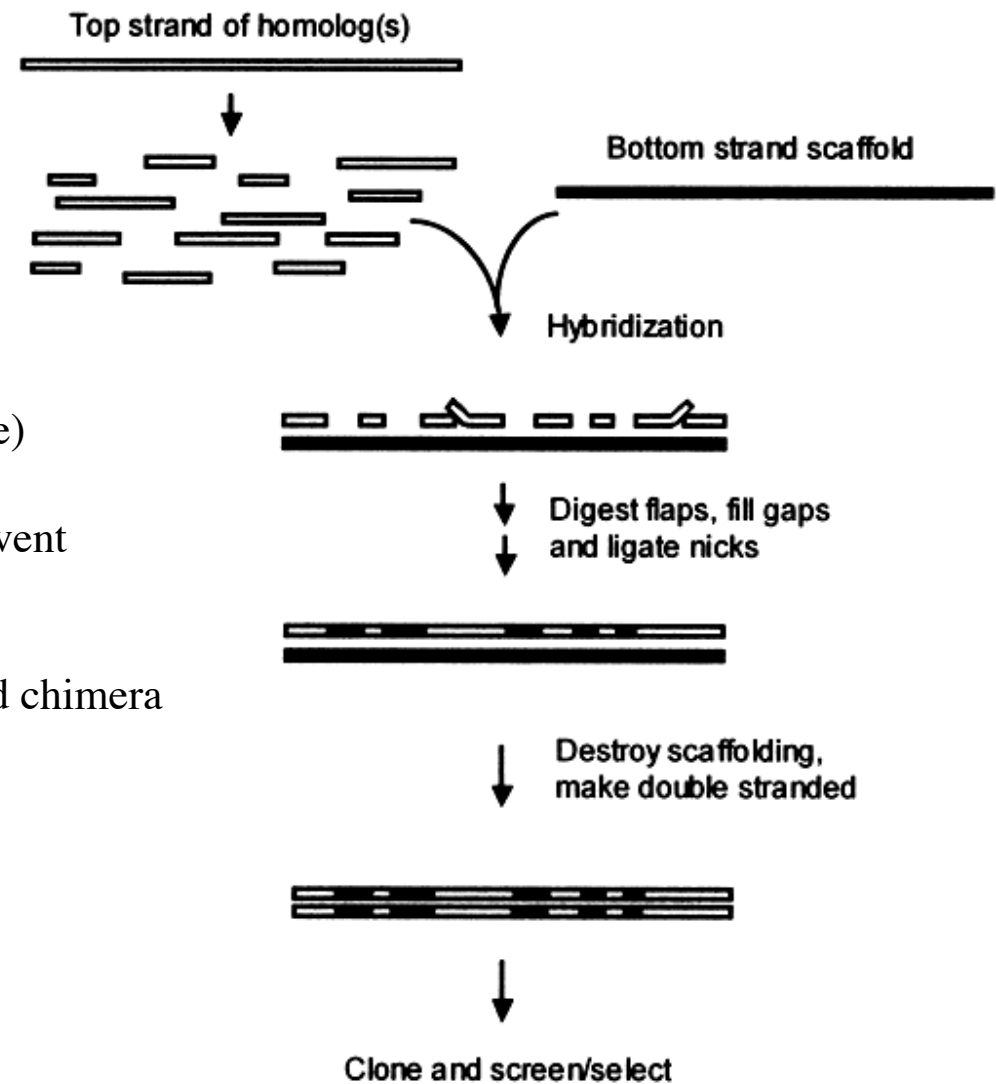 Top strand of homolog(s)
Bottom strand scaffold
Hybridization
e)
Digest flaps, fill gaps
and ligate nicks
vent
d chimera
Destroy scaffolding,
make double stranded
Clone and screen/select